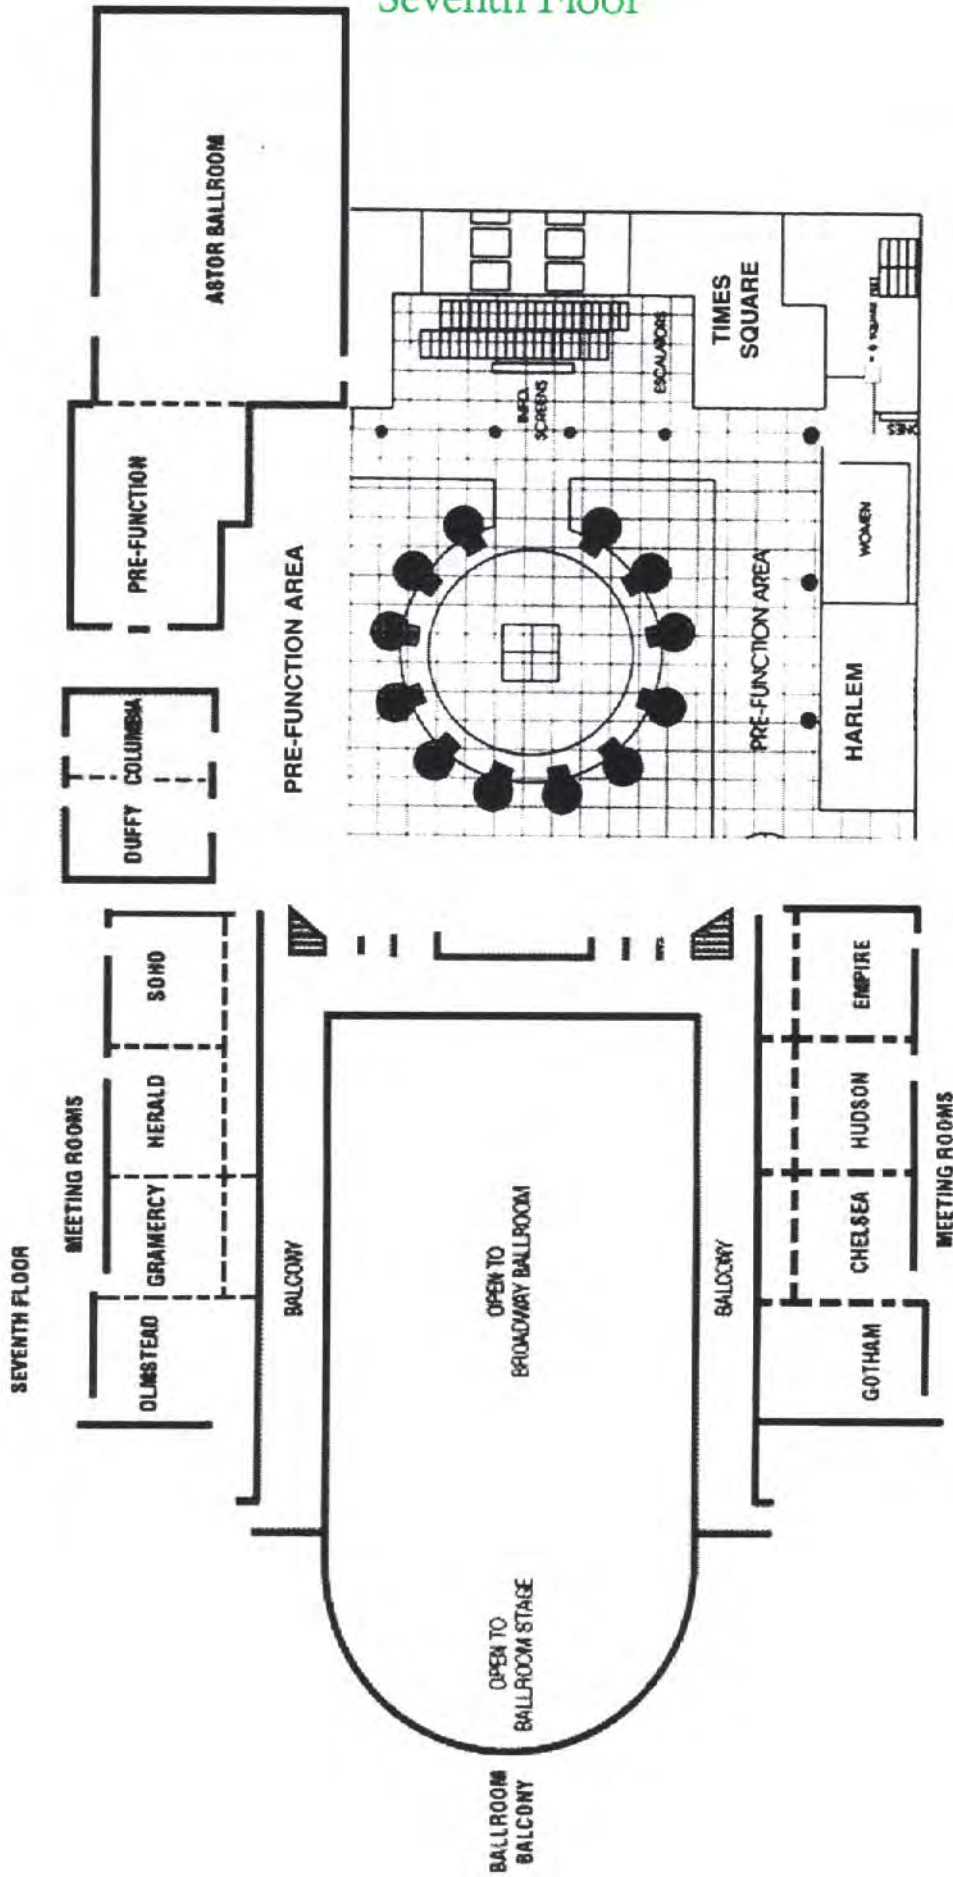 Seventh Floor
SEVENTH FLOOR
MEETING ROOMS
OLMSTEAD
GRAMERCY
HERALD
SOHO
DUFFY
COLUMBIA
PRE-FUNCTION
ASTOR BALLROOM
PRE-FUNCTION AREA
BALCONY
BALLROOM
BALCONY
OPEN TO
BALLROOM STAGE
OPEN TO
BROADWAY BALLROOM
INFO.
SCREENS
ESCALATORS
TIMES
SQUARE
BALCONY
PRE-FUNCTION AREA
HARLEM
WOMEN
GOTHAM
CHELSEA
HUDSON
EMPIRE
MEETING ROOMS